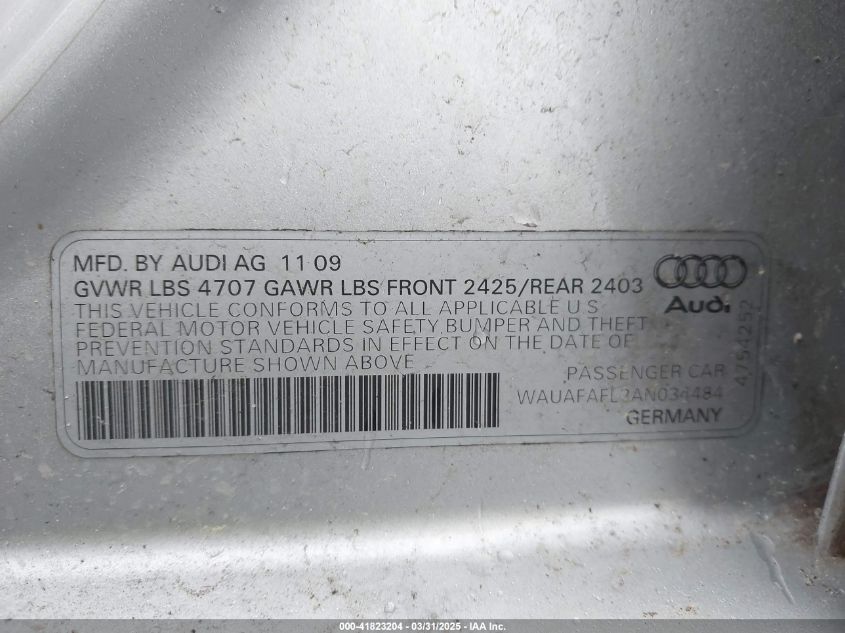 MFD. BY AUDI AG 11 09
GVWR LBS 4707 GAWR LBS FRONT 2425/REAR 2403
THIS VEHICLE CONFORMS TO ALL APPLICABLE U S
FEDERAL MOTOR VEHICLE SAFETY,BUMPER AND THEFT
PREVENTION STANDARDS IN EFFECT ON THE DATE OF
MANUFACTURE SHOWN ABOVE
Audi
4754252
PASSENGER CAR
WAUAFAFL3AN034484
GERMANY
000-41823204 - 03/31/2025 - IAA Inc.